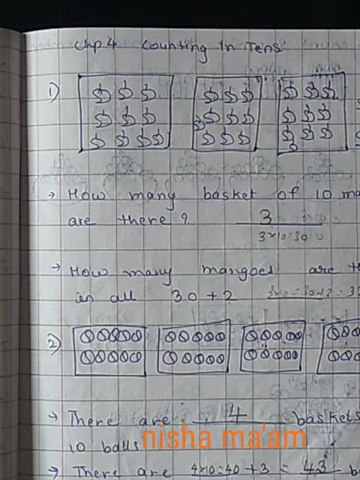 Chp 4 Counting In Tens
1)
→ How many basket of 10 ma
are there? 3
3×10=30
→ How many mangoes are th
in all 30 + 2
2)
→ There are 4 baskets
10 balls
nisha ma'am
→ There are 4×10=40 + 3 = 43 b